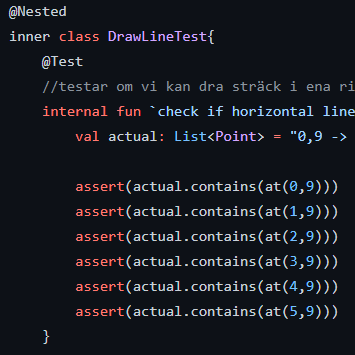 @Nested
inner class DrawLineTest{
@Test
//testar om vi kan dra sträck i ena ri
internal fun `check if horizontal line
val actual: List<Point> = "0,9 ->
assert(actual.contains(at(0,9)))
assert(actual.contains(at(1,9)))
assert(actual.contains(at(2,9)))
assert(actual.contains(at(3,9)))
assert(actual.contains(at(4,9)))
assert(actual.contains(at(5,9)))
}